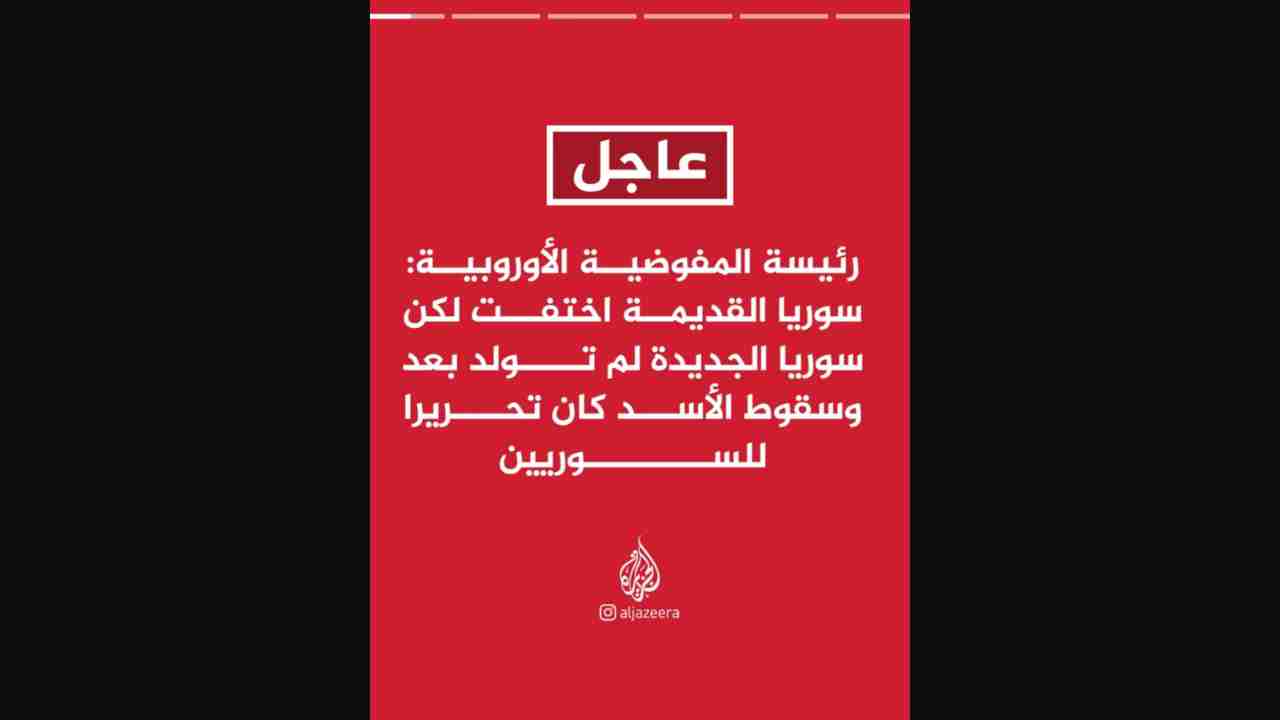 عاجل
رئيسة المفوضية الأوروبية:
سوريا القديمة اختفت لكن
سوريا الجديدة لم تولد بعد
وسقوط الأسد كان تحريرا
للسوريين
الجزيرة
aljazeera